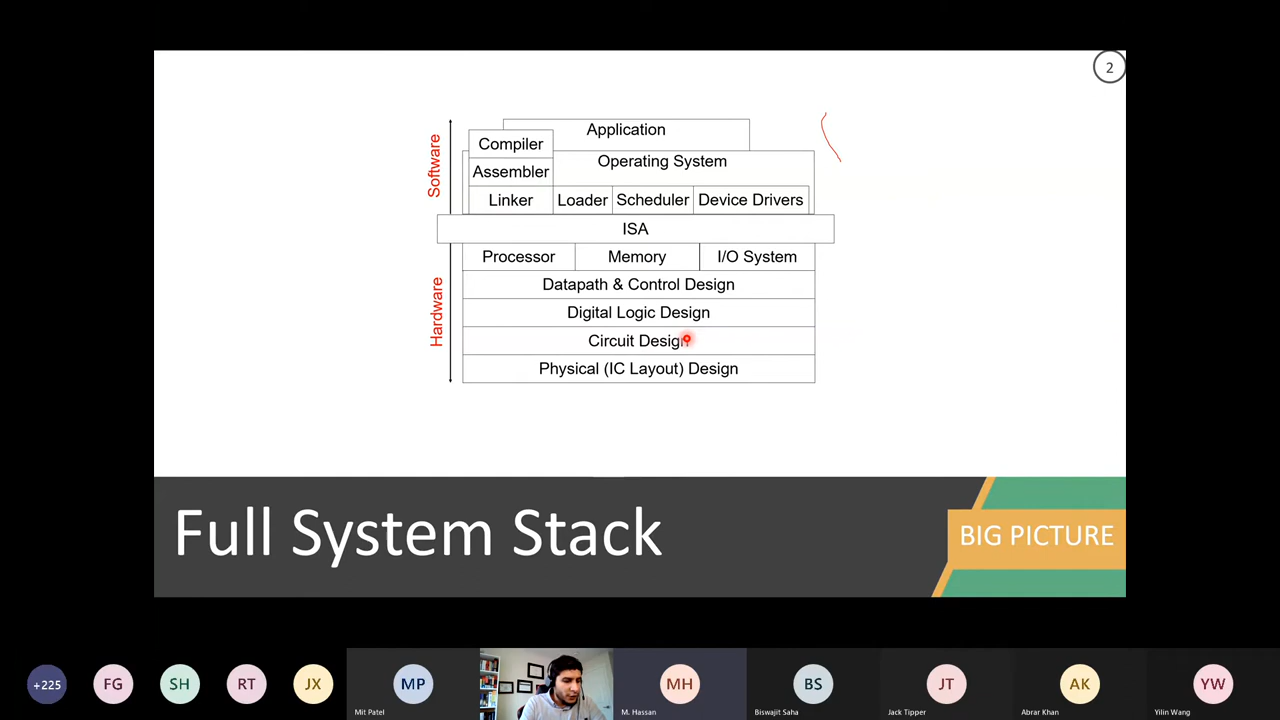 2
Application
Compiler
Operating System
Assembler
Linker Loader Scheduler Device Drivers
Software
ISA
Processor Memory I/O System
Datapath & Control Design
Digital Logic Design
Circuit Design
Physical (IC Layout) Design
Hardware
Full System Stack
BIG PICTURE
+225 FG SH RT JX MP MH BS JT AK YW
Mit Patel M. Hassan Biswajit Saha Jack Tipper Abrar Khan Yilin Wang